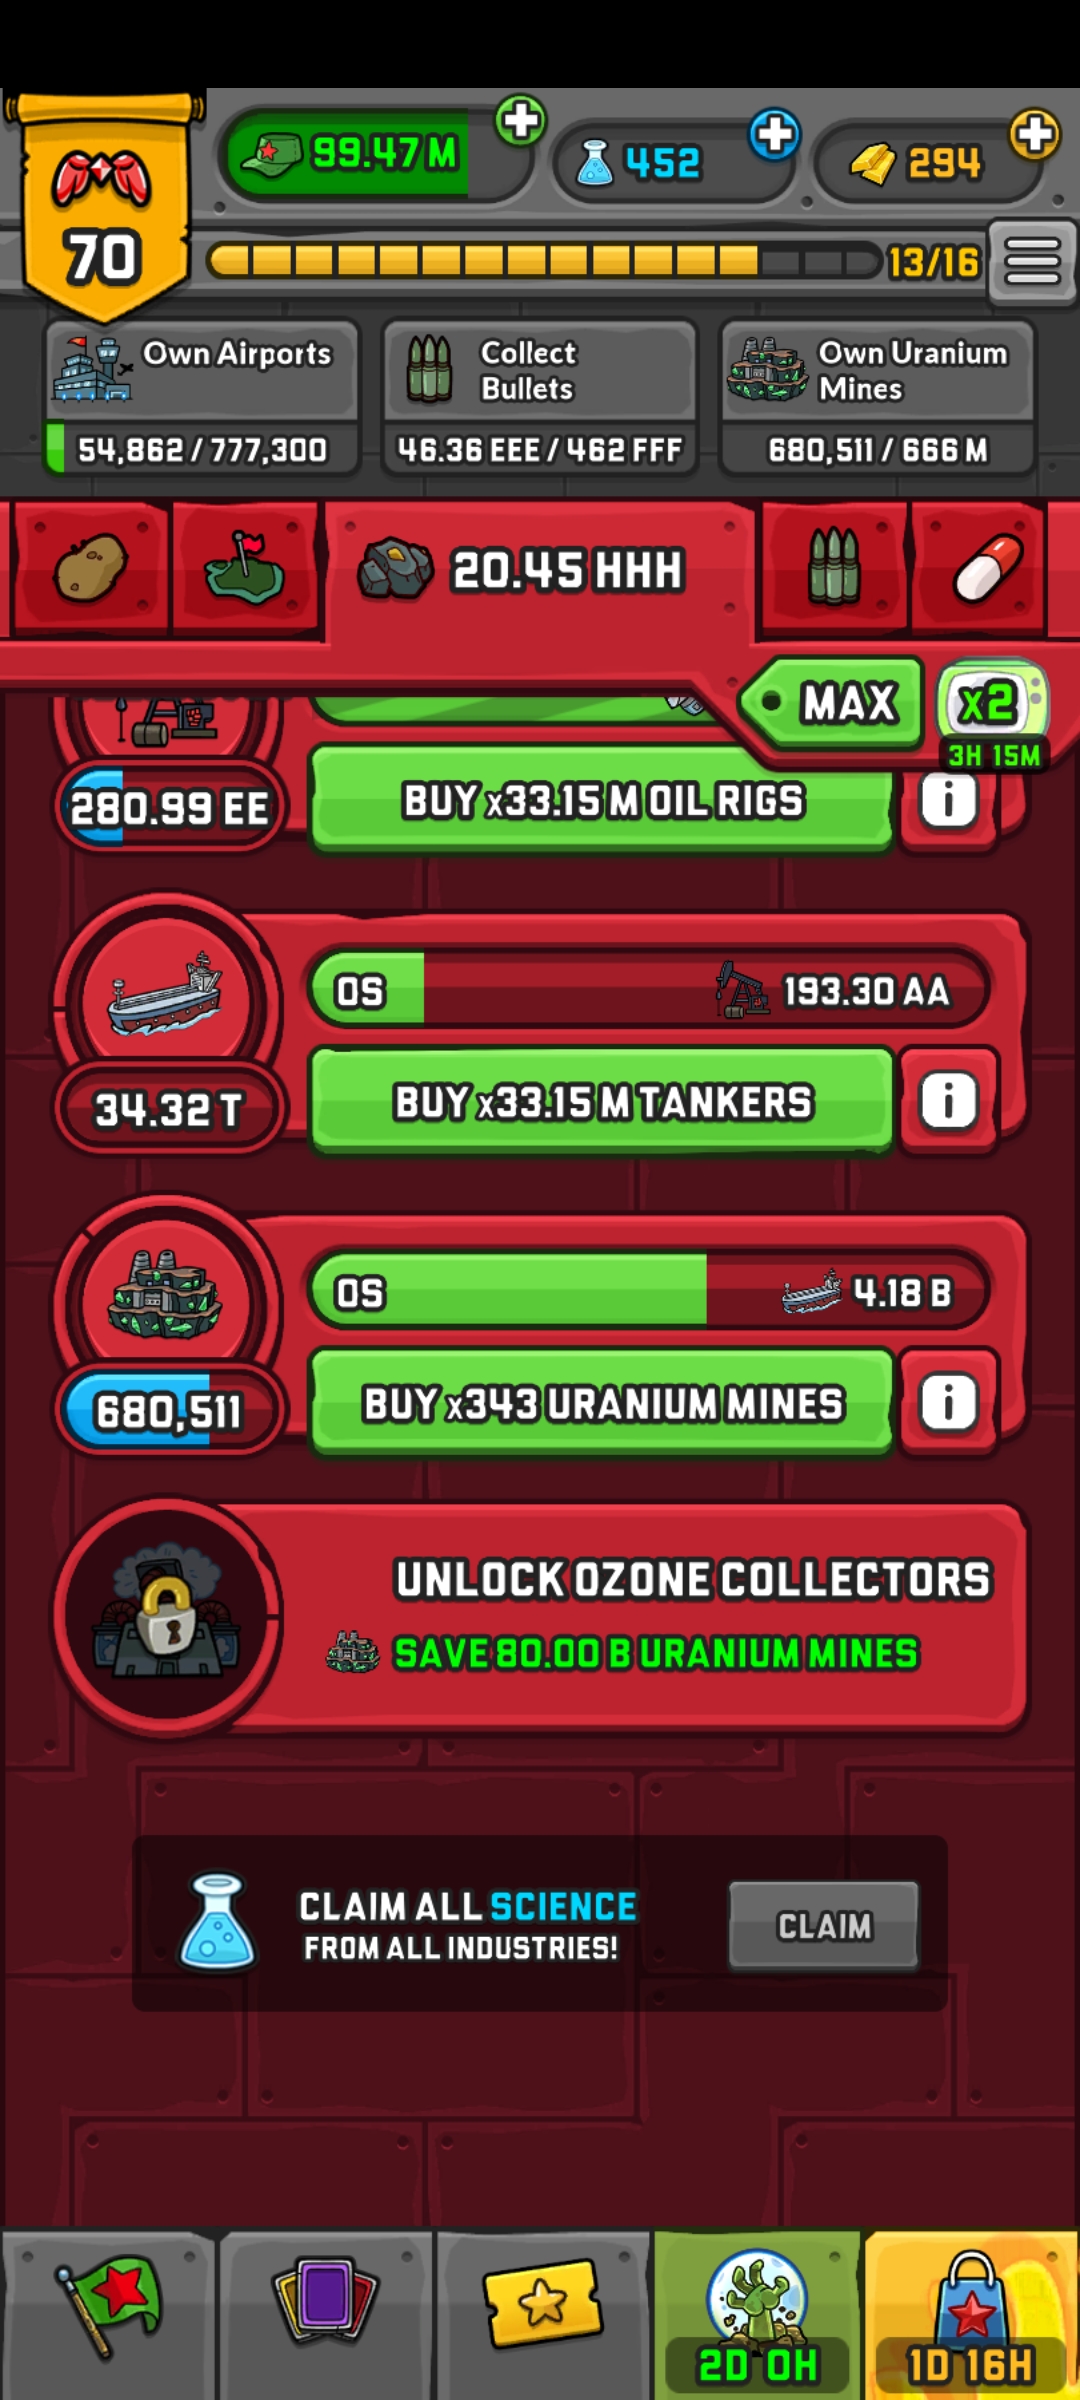 99.47 M
452
294
70
13/16
Own Airports
54,862 / 777,300
Collect
Bullets
46.36 EEE / 462 FFF
Own Uranium
Mines
680,511 / 666 M
20.45 HHH
MAX
x2
3H 15M
280.99 EE
BUY x33.15 M OIL RIGS
i
0S
193.30 AA
34.32 T
BUY x33.15 M TANKERS
i
0S
4.18 B
680,511
BUY x343 URANIUM MINES
i
UNLOCK OZONE COLLECTORS
SAVE 80.00 B URANIUM MINES
CLAIM ALL SCIENCE
FROM ALL INDUSTRIES!
CLAIM
2D 0H
1D 16H